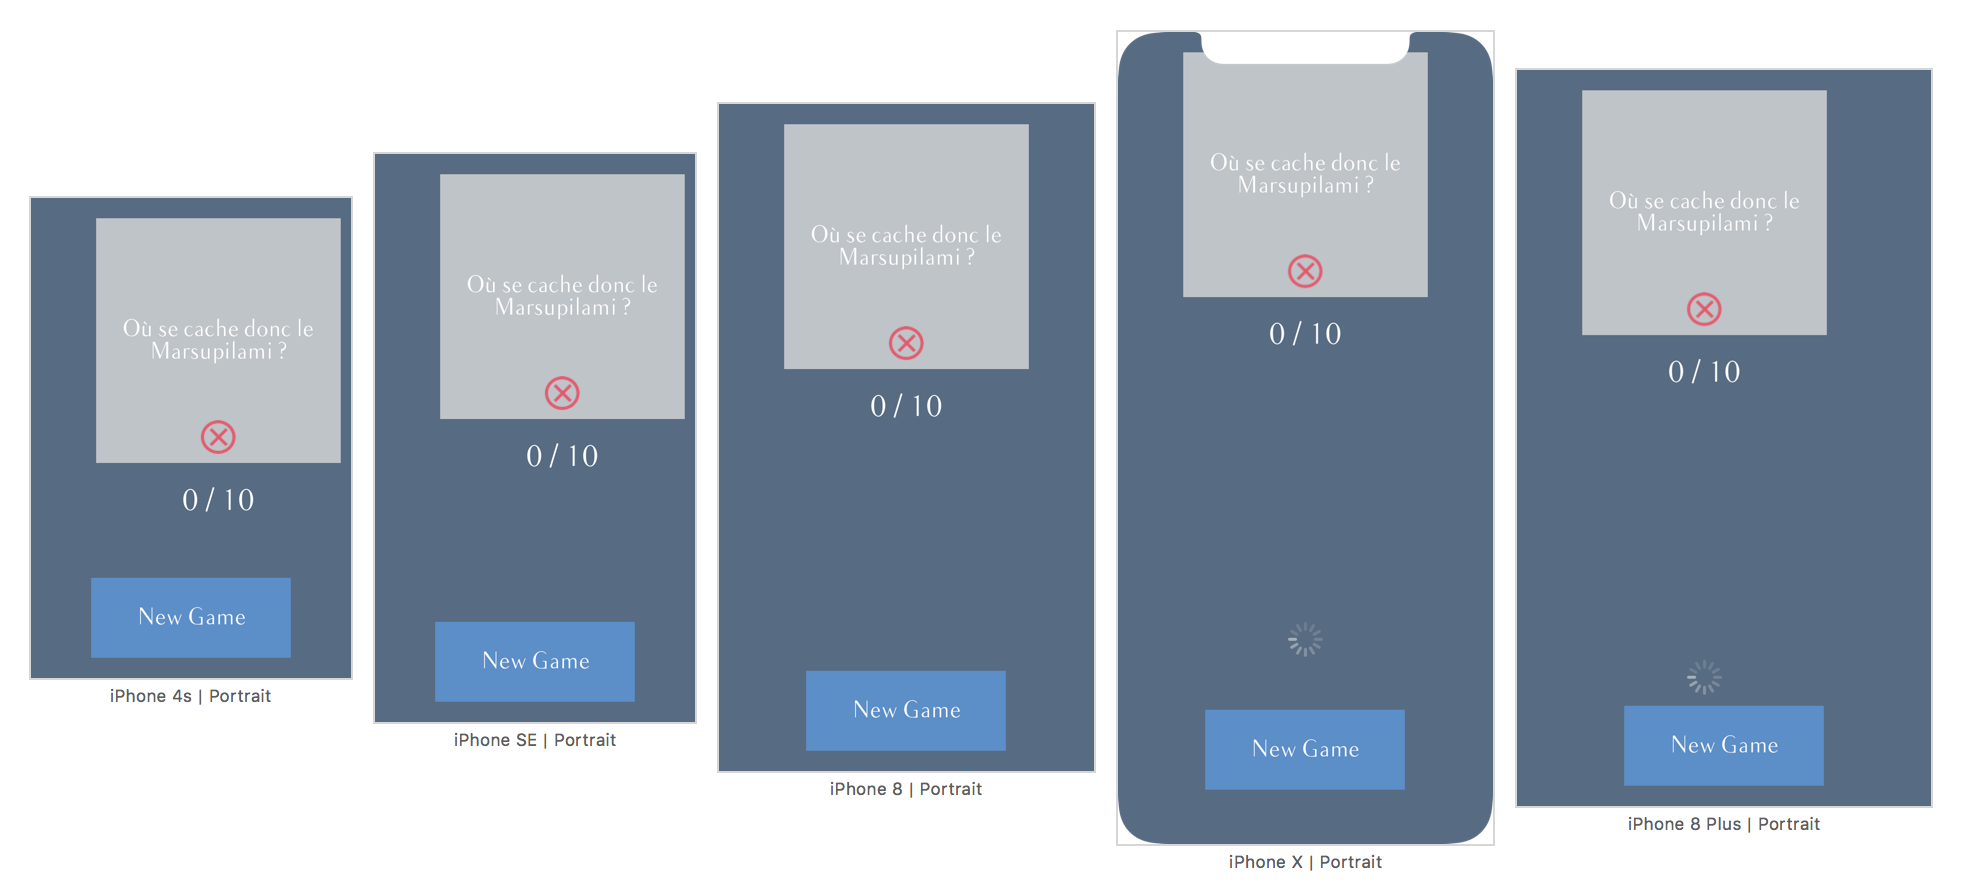 Où se cache donc le
Marsupilami ?
0 / 10
New Game
iPhone 4s | Portrait
Où se cache donc le
Marsupilami ?
0 / 10
New Game
iPhone SE | Portrait
Où se cache donc le
Marsupilami ?
0 / 10
New Game
iPhone 8 | Portrait
Où se cache donc le
Marsupilami ?
0 / 10
New Game
iPhone X | Portrait
Où se cache donc le
Marsupilami ?
0 / 10
New Game
iPhone 8 Plus | Portrait